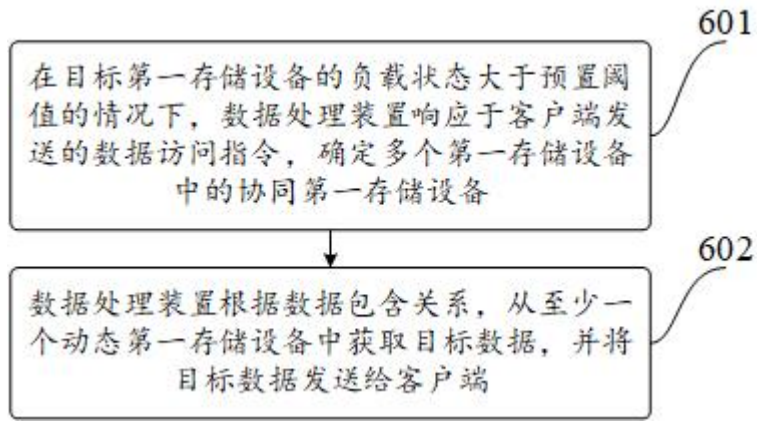 601
在目标第一存储设备的负载状态大于预置阈
值的情况下，数据处理装置响应于客户端发
送的数据访问指令，确定多个第一存储设备
中的协同第一存储设备
602
数据处理装置根据数据包含关系，从至少一
个动态第一存储设备中获取目标数据，并将
目标数据发送给客户端